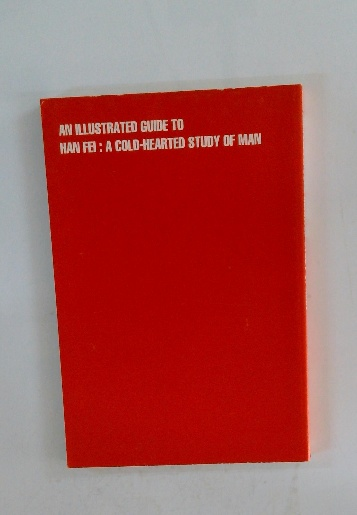 AN ILLUSTRATED GUIDE TO
HAN FEI : A COLD-HEARTED STUDY OF MAN